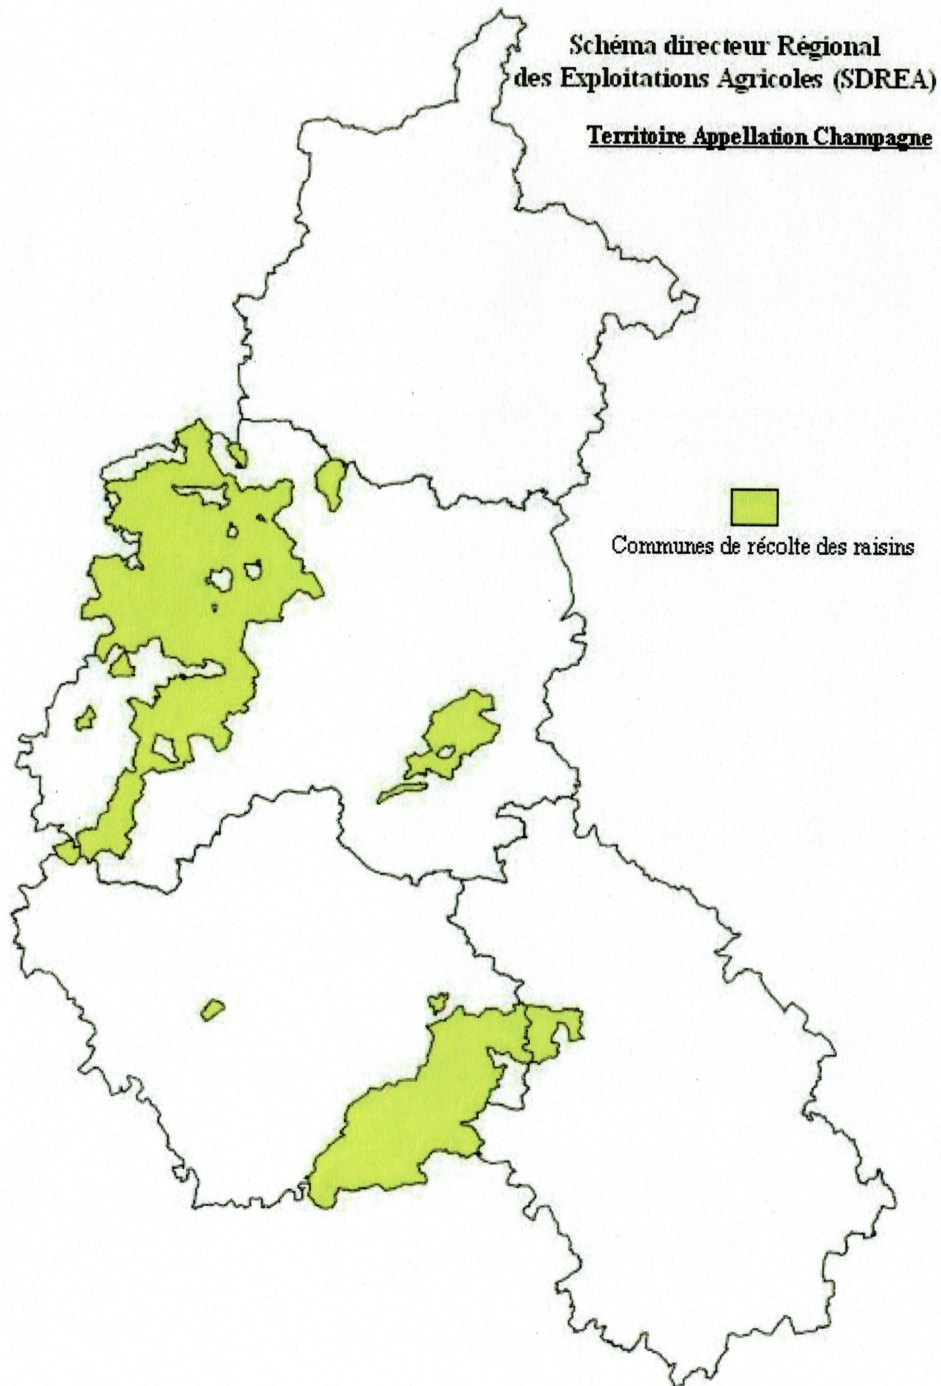 Schéma directeur Régional
des Exploitations Agricoles (SDREA)
Territoire Appellation Champagne
Communes de récolte des raisins